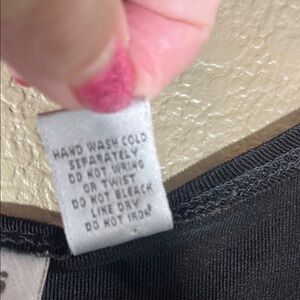 HAND WASH COLD
SEPARATELY
DO NOT WRING
OR TWIST
DO NOT BLEACH
LINE DRY
DO NOT IRON